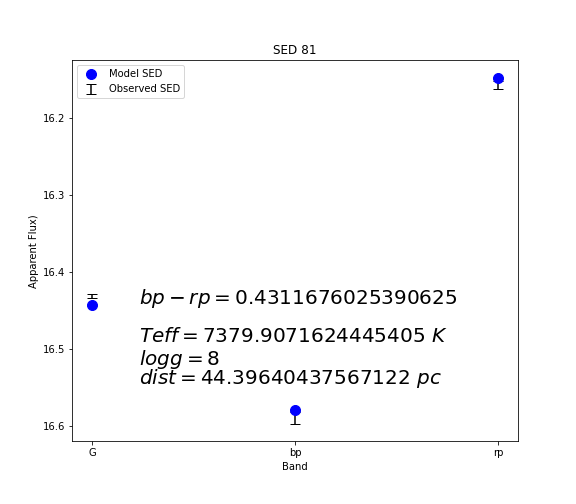 SED 81
Model SED
Observed SED
16.2
16.3
16.4
16.5
16.6
Apparent Flux)
bp − rp = 0.4311676025390625
Teff = 7379.9071624445405 K
logg = 8
dist = 44.39640437567122 pc
G
bp
rp
Band